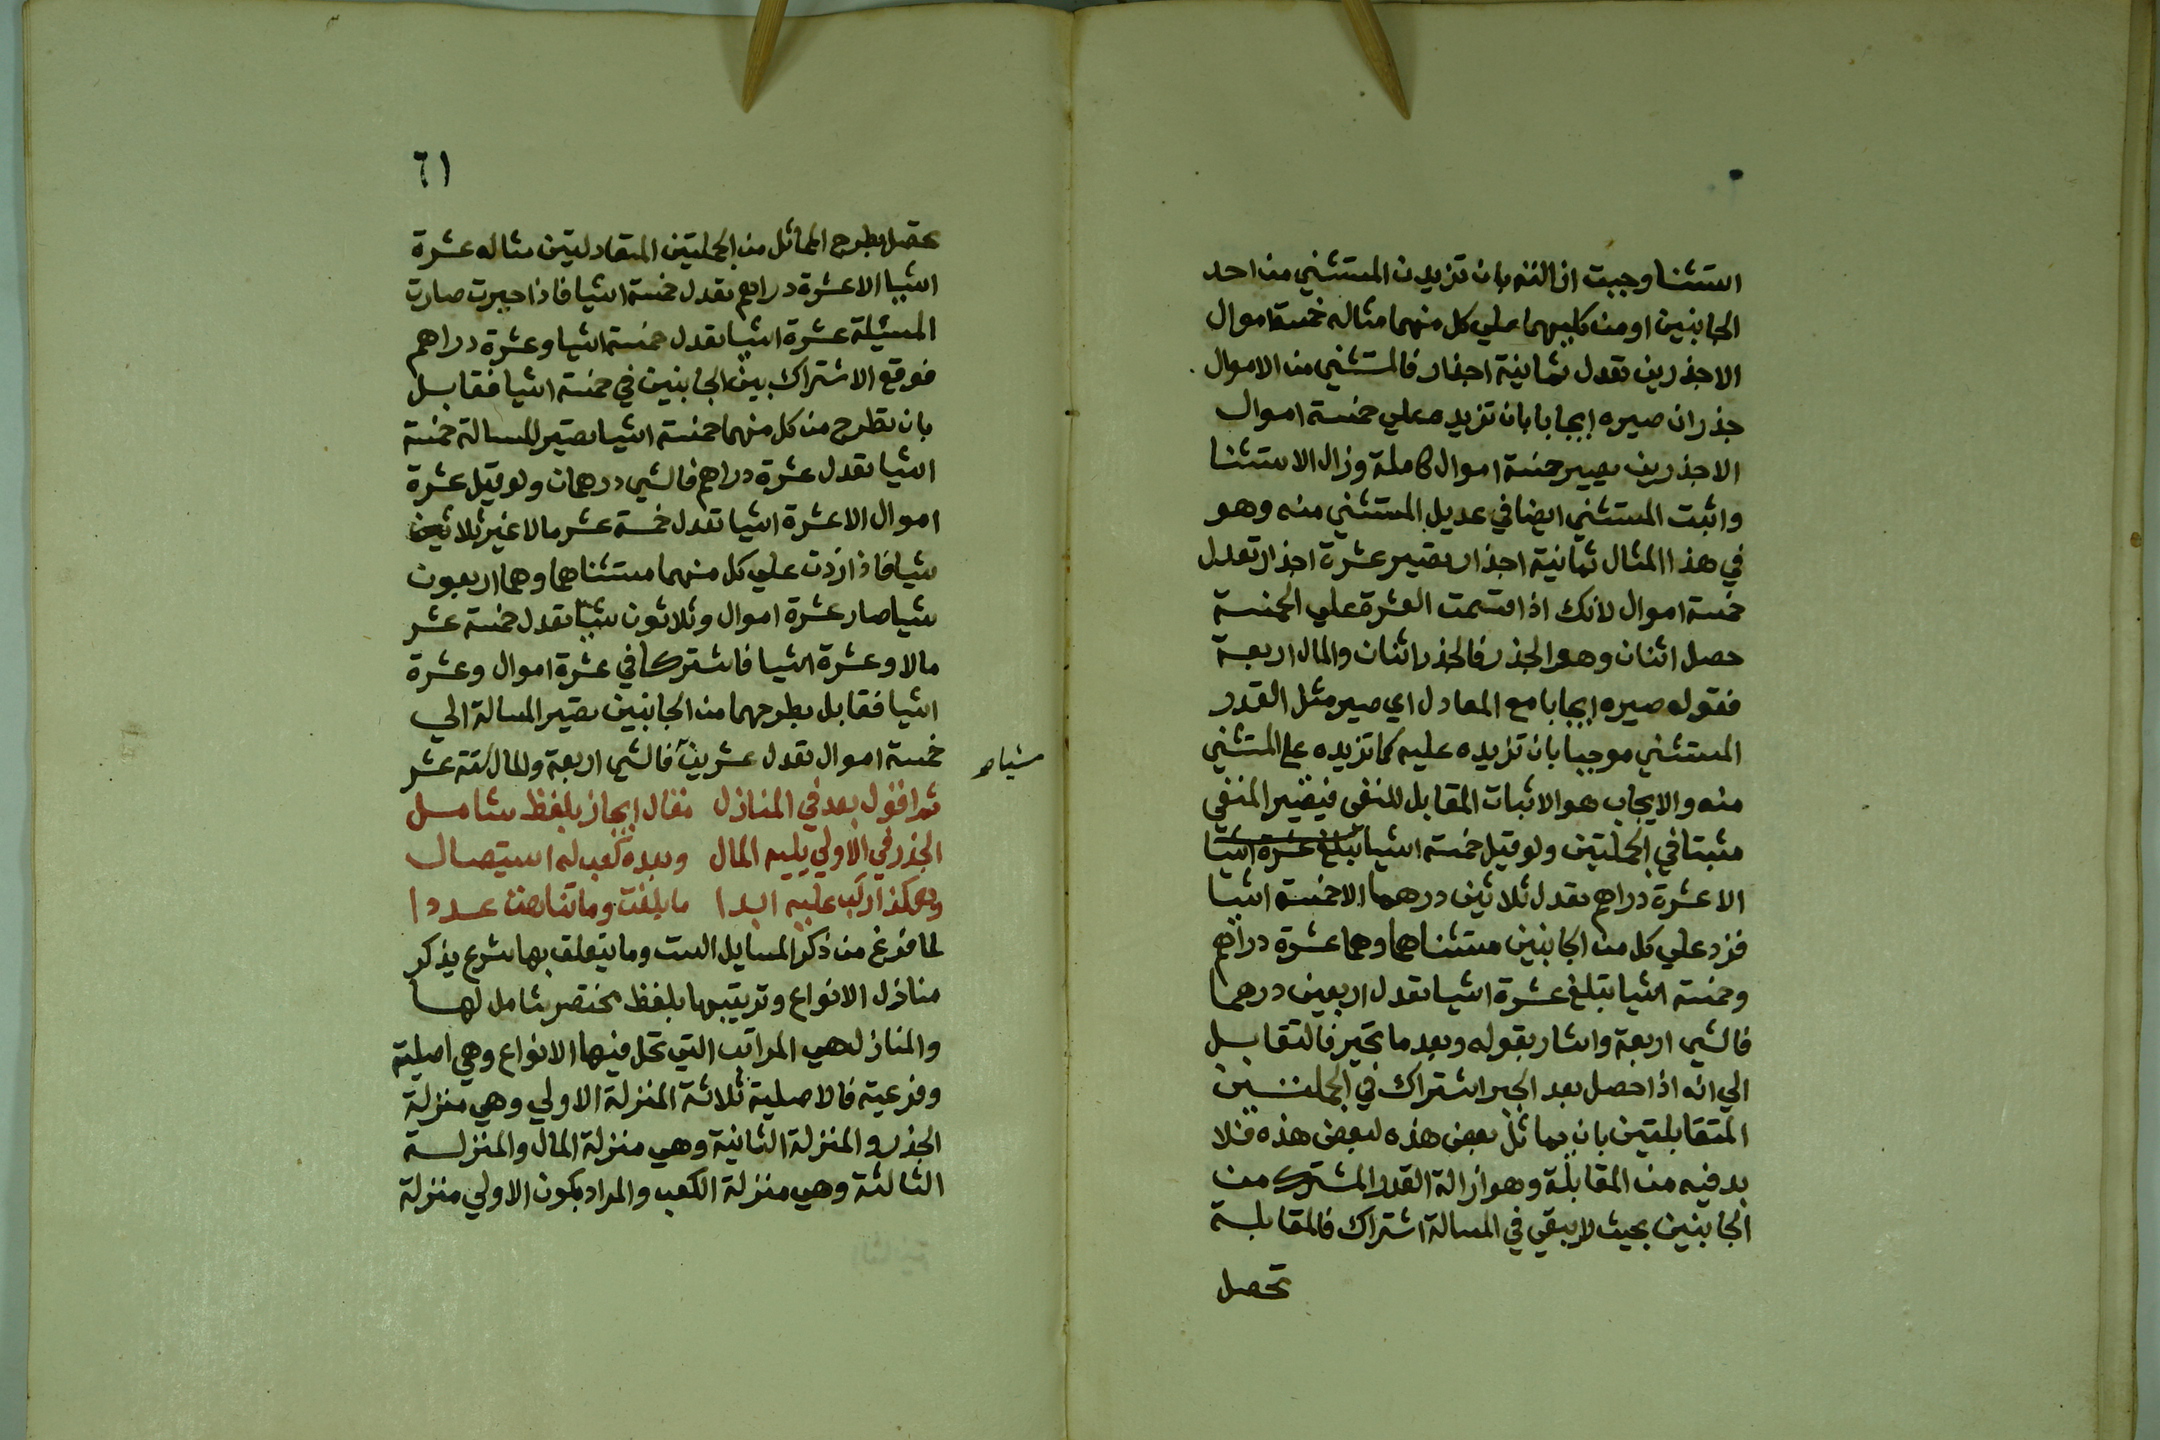 استثنا وجبت ازالته بان تزيدن المستثني من احد
الجانبين او من كليهما علي كل منهما مثاله خمسة اموال
الاجذرين تعدل ثمانية اجذار فالمستثني من الاموال
جذران صيره ايجابا بان تزيده علي خمسة اموال
الاجذرين يصير خمسة اموال كاملة وزال الاستثنا
واثبت المستثني ايضا في عديل المستثني منه وهو
في هذا المثال ثمانية اجذار يصير عشرة اجذار تعدل
خمسة اموال لانك اذا قسمت العشرة علي الخمسة
حصل اثنان وهو الجذر فالجذر اثنان والمال اربعة
فقوله صيره ايجابا مع المعادل اي صير مثل القدر
المستثني موجبا بان تزيده عليه كما تزيده علي المستثني
منه والايجاب هو الاثبات المقابل للنفي فيصير المنفي
مثبتا في الجملتين ولو قيل خمسة اشيا تبلغ عشرة اشيا
الا عشرة دراهم تعدل ثلاثين درهما الا خمسة اشيا
فزد علي كل من الجانبين مستثناهما وهما عشرة دراهم
وخمسة اشيا تبلغ عشرة اشيا تعدل اربعين درهما
فالشي اربعة واشار بقوله وبعد ما تجبر فالتقابل
الي انه اذا حصل بعد الجبر اشتراك في الجملتين
المتقابلتين بان يماثل بعض هذه لبعض هذه فلا
بد فيه من المقابلة وهو ازالة القدر المشترك من
الجانبين بحيث لا يبقي في المسالة اشتراك فالمقابلة
تحصل
٦١
تحصل بطرح المماثل من الجملتين المتعادلتين مثاله عشرة
اشيا الا عشرة دراهم تعدل خمسة اشيا فاذا جبرت صارت
المسيلة عشرة اشيا تعدل خمسة اشيا وعشرة دراهم
فوقع الاشتراك بين الجانبين في خمسة اشيا فقابل
بان تطرح من كل منهما خمسة اشيا تصير المسالة خمسة
اشيا تعدل عشرة دراهم فالشي درهمان ولو قيل عشرة
اموال الا عشرة اشيا تعدل خمسة عشر مالا غير ثلاثين
شيا فاذا زدت علي كل منهما مستثناهما وهما اربعون
شيا صار عشرة اموال وثلاثون شيا تعدل خمسة عشر
مالا وعشرة اشيا فاشتركا في عشرة اموال وعشرة
اشيا فقابل بطرحهما من الجانبين تصير المسالة الي
خمسة اموال تعدل عشرين فالشي اربعة والمال ستة عشر
شيا صح
ثم اقول بعد في المنازل مقال ايجاز بلفظ شامل
الجذر في الاولي يليه المال وبعده كعب له استيصال
وهكذا ركب عليه ابدا ما بلغت وما تناهت عددا
لما فرغ من ذكر المسايل الست وما يتعلق بها شرع يذكر
منازل الانواع وترتيبها بلفظ مختصر شامل لها
والمنازل هي المراتب التي تحل فيها الانواع وهي اصلية
وفرعية فالاصلية ثلاثة المنزلة الاولي وهي منزلة
الجذر والمنزلة الثانية وهي منزلة المال والمنزلة
الثالثة وهي منزلة الكعب والمراد بكون الاولي منزلة